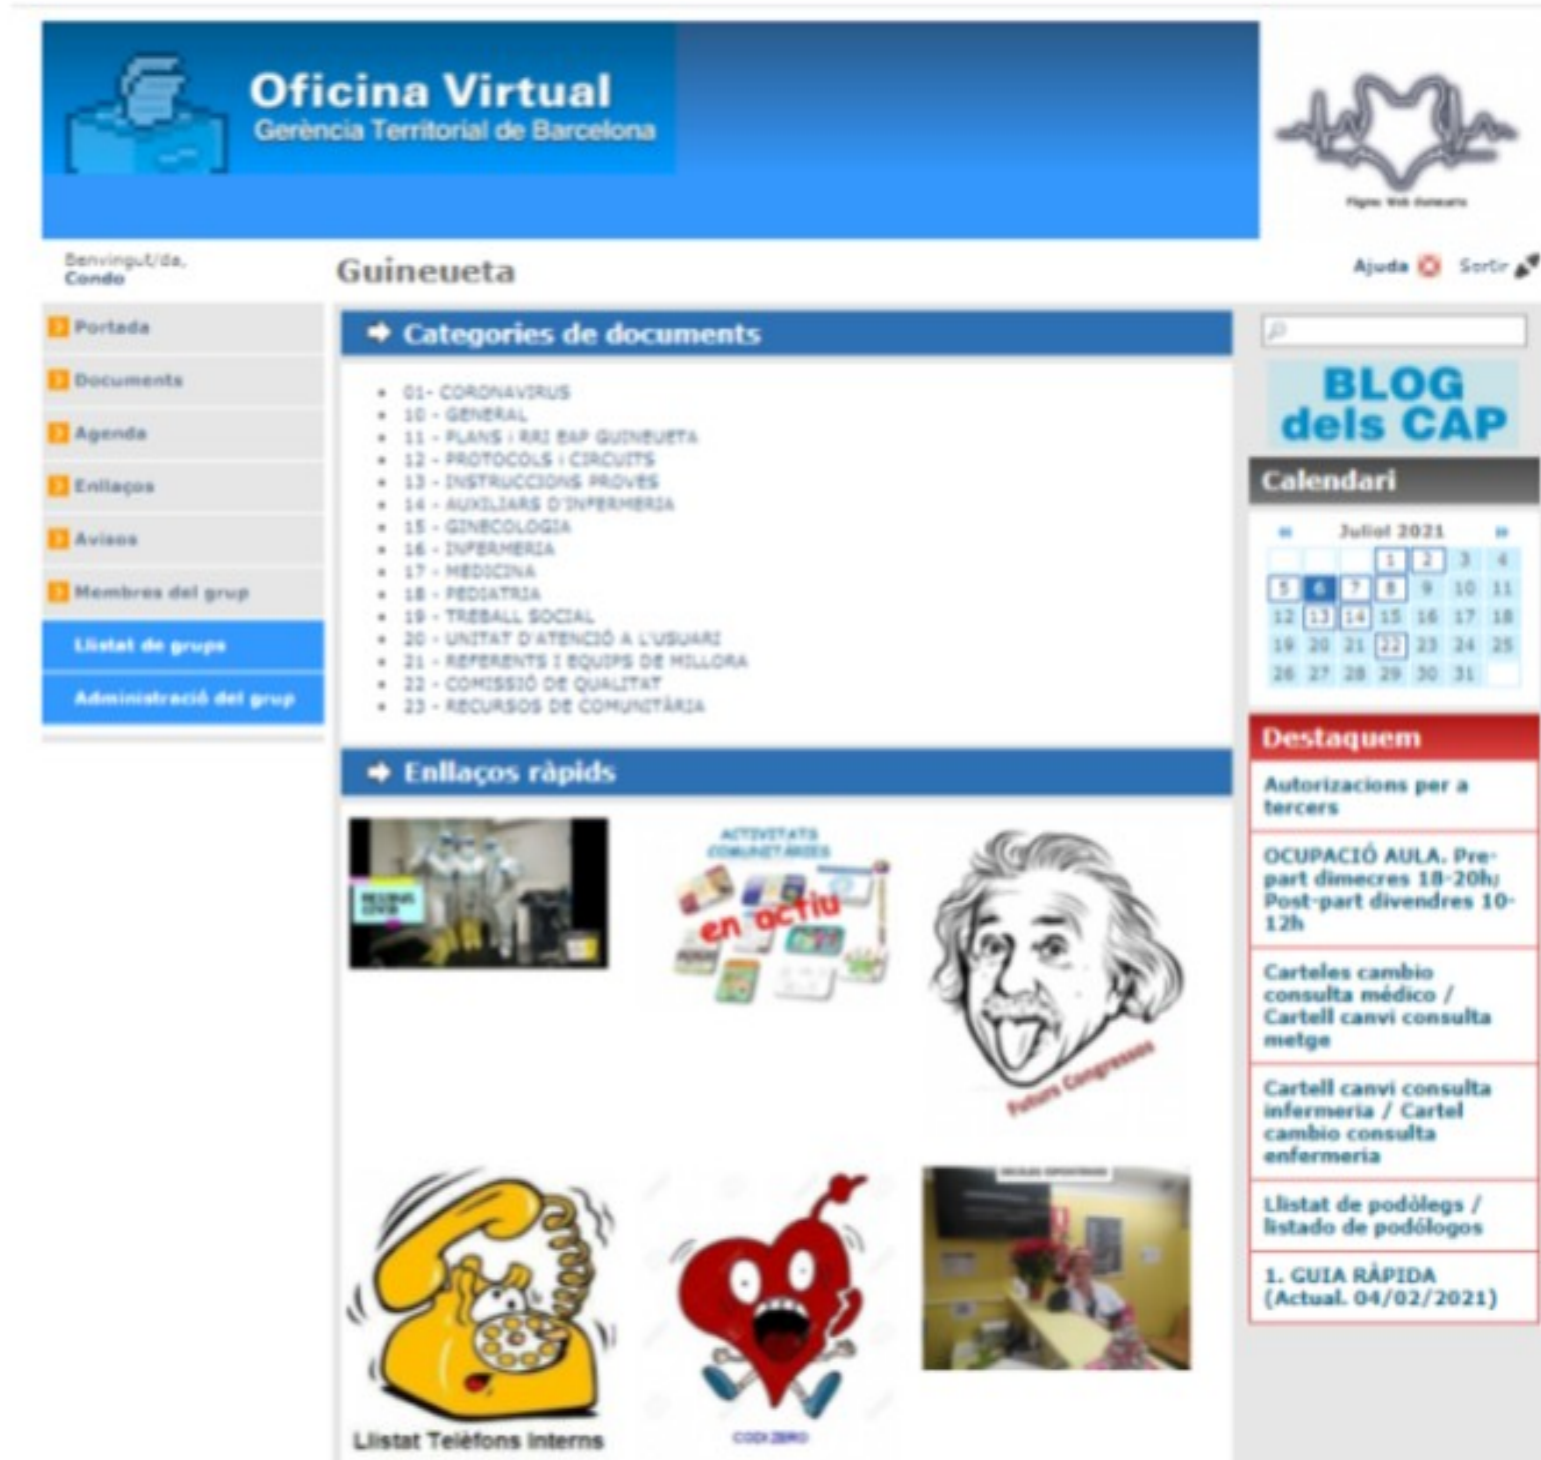 Oficina Virtual
Gerència Territorial de Barcelona
Benvingut/da,
Condo
Guineueta
Ajuda
Sortir
Portada
Documents
Agenda
Enllaços
Avisos
Membres del grup
Llistat de grups
Administració del grup
Categories de documents
01- CORONAVIRUS
10 - GENERAL
11 - PLANS i RRI EAP GUINEUETA
12 - PROTOCOLS i CIRCUITS
13 - INSTRUCCIONS PROVES
14 - AUXILIARS D'INFERMERIA
15 - GINECOLOGIA
16 - INFERMERIA
17 - MEDICINA
18 - PEDIATRIA
19 - TREBALL SOCIAL
20 - UNITAT D'ATENCIÓ A L'USUARI
21 - REFERENTS I EQUIPS DE MILLORA
22 - COMISSIÓ DE QUALITAT
23 - RECURSOS DE COMUNITÀRIA
Enllaços ràpids
ACTIVITATS
COMUNITÀRIES
en actiu
Futurs Congressos
Llistat Telèfons Interns
CODI ZERO
BLOG
dels CAP
Calendari
« Juliol 2021 »
1 2 3 4
5 6 7 8 9 10 11
12 13 14 15 16 17 18
19 20 21 22 23 24 25
26 27 28 29 30 31
Destaquem
Autorizacions per a
tercers
OCUPACIÓ AULA. Pre-
part dimecres 18-20h;
Post-part divendres 10-
12h
Carteles cambio
consulta médico /
Cartell canvi consulta
metge
Cartell canvi consulta
infermeria / Cartel
cambio consulta
enfermeria
Llistat de podòlegs /
listado de podólogos
1. GUIA RÀPIDA
(Actual. 04/02/2021)